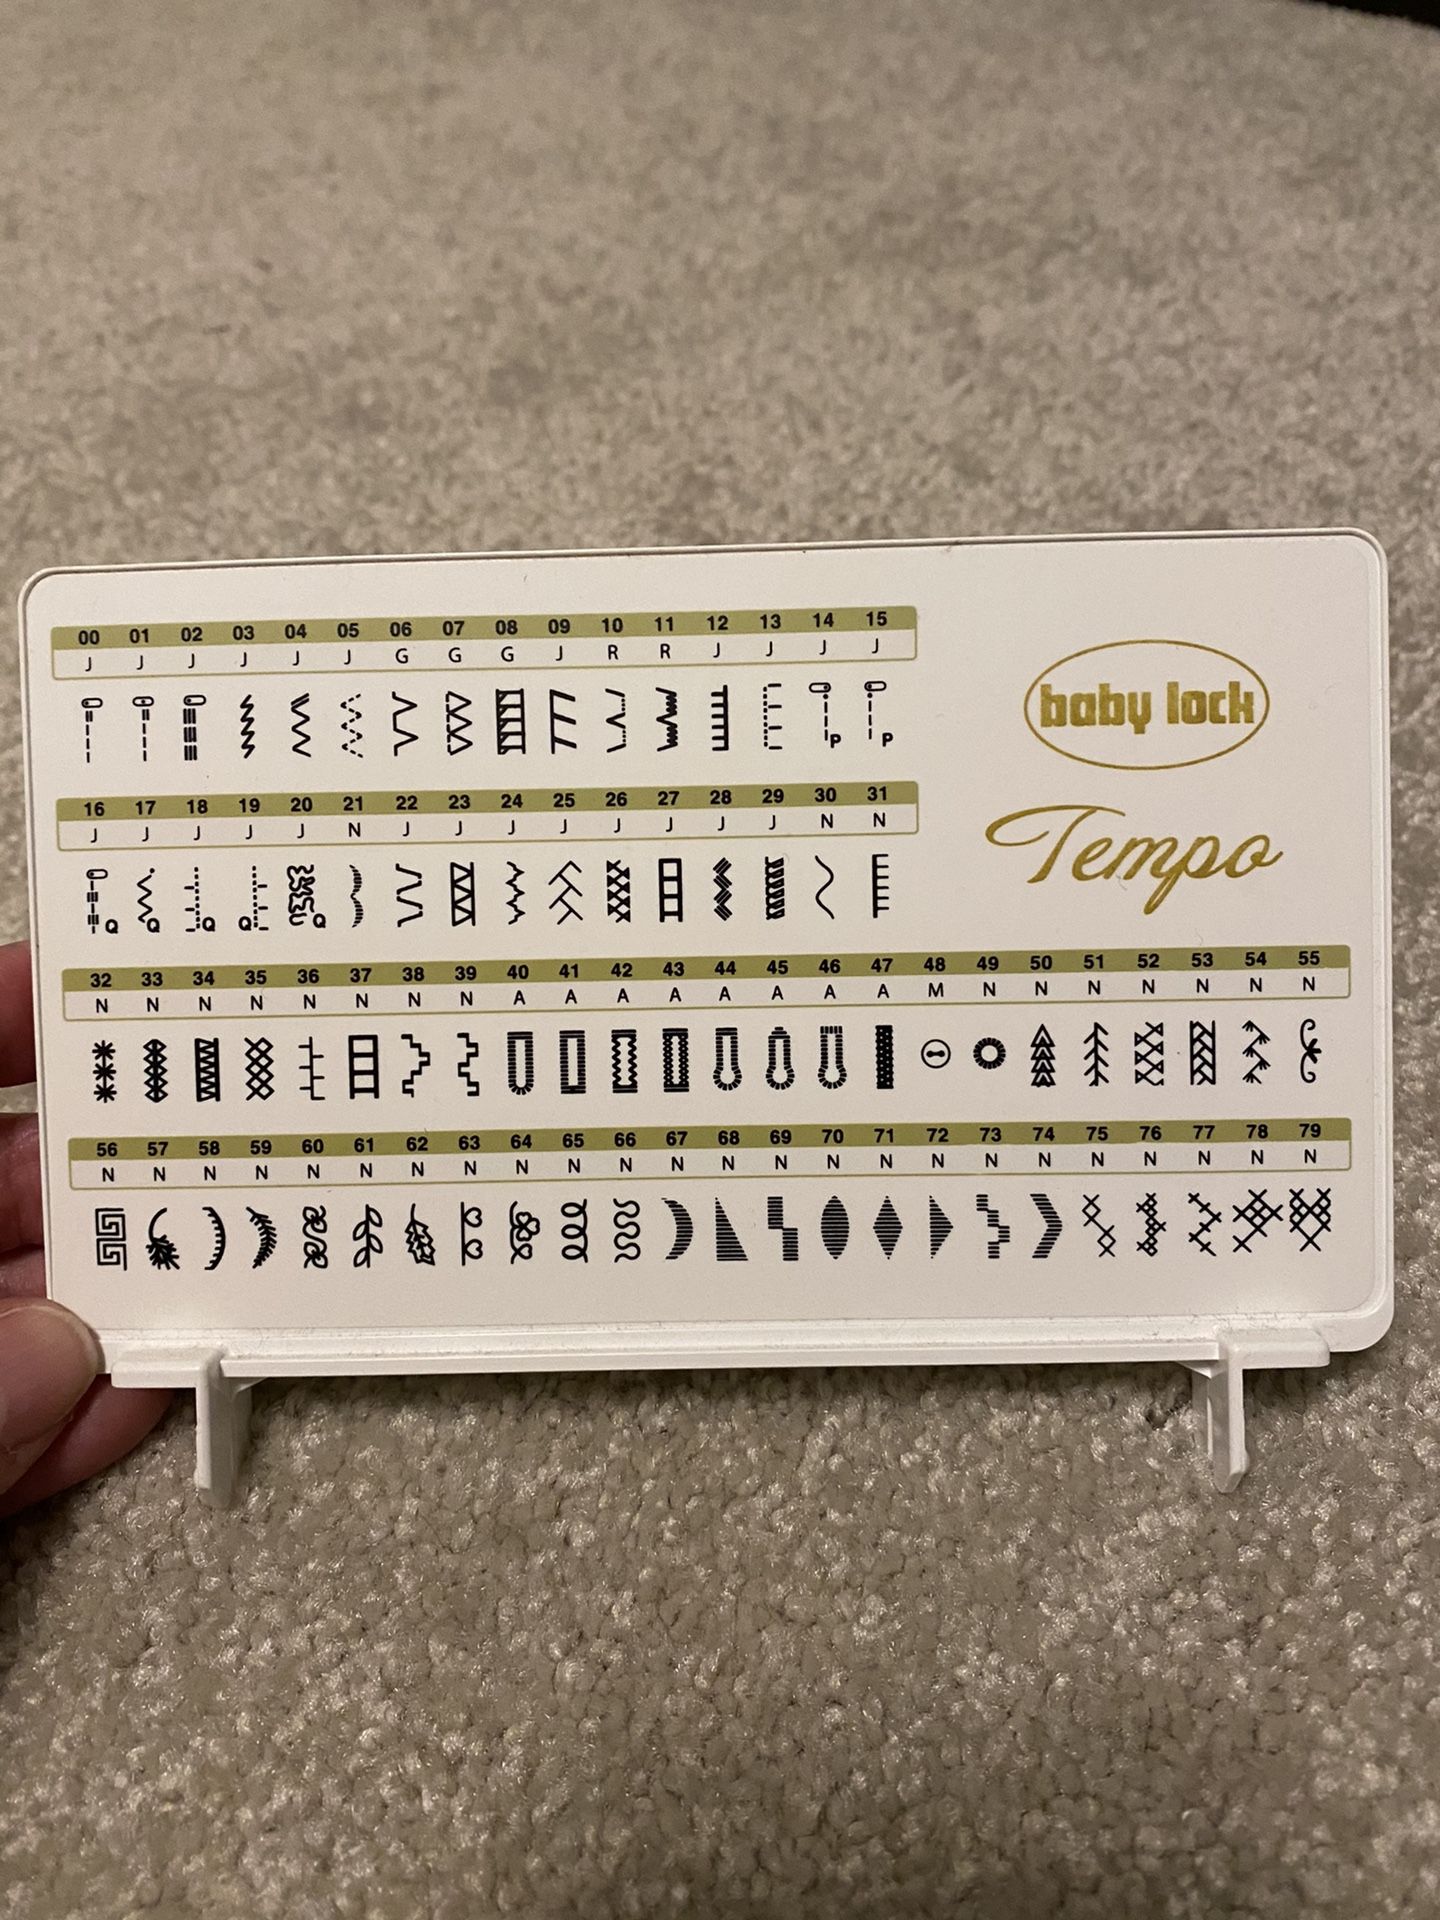 00 01 02 03 04 05 06 07 08 09 10 11 12 13 14 15
J J J J J J G G G J R R J J J J
P P
baby lock
Tempo
16 17 18 19 20 21 22 23 24 25 26 27 28 29 30 31
J J J J J N J J J J J J J J N N
Q Q Q Q Q
32 33 34 35 36 37 38 39 40 41 42 43 44 45 46 47 48 49 50 51 52 53 54 55
N N N N N N N N A A A A A A A A M N N N N N N N
56 57 58 59 60 61 62 63 64 65 66 67 68 69 70 71 72 73 74 75 76 77 78 79
N N N N N N N N N N N N N N N N N N N N N N N N